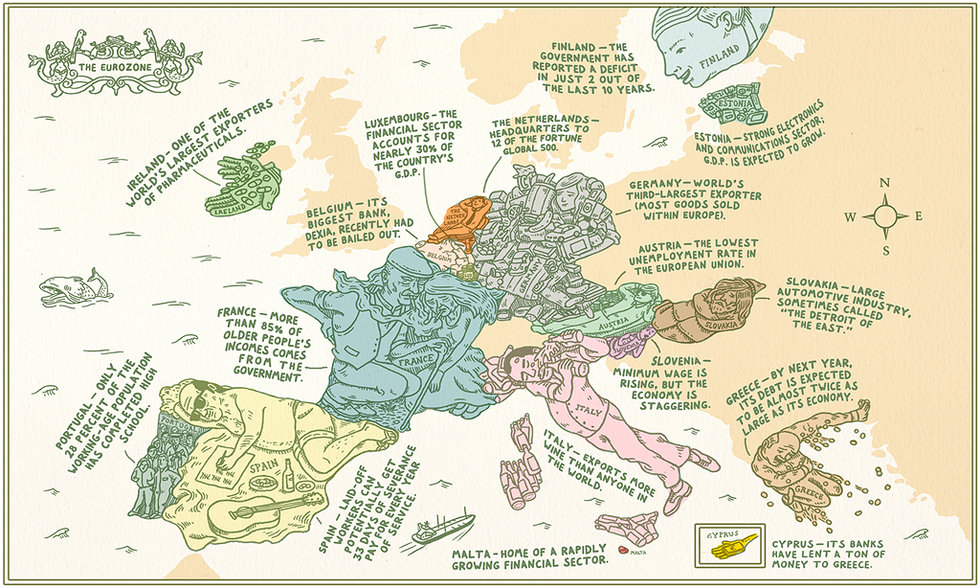 THE EUROZONE
FINLAND — THE
GOVERNMENT HAS
REPORTED A DEFICIT
IN JUST 2 OUT OF
THE LAST 10 YEARS.
FINLAND
ESTONIA
ESTONIA — STRONG ELECTRONICS
AND COMMUNICATIONS SECTOR;
G.D.P. IS EXPECTED TO GROW.
IRELAND — ONE OF THE
WORLD'S LARGEST EXPORTERS
OF PHARMACEUTICALS.
IRELAND
LUXEMBOURG — THE
FINANCIAL SECTOR
ACCOUNTS FOR
NEARLY 30% OF
THE COUNTRY'S
G.D.P.
THE NETHERLANDS —
HEADQUARTERS TO
12 OF THE FORTUNE
GLOBAL 500.
THE
NETHER
LANDS
GERMANY — WORLD'S
THIRD-LARGEST EXPORTER
(MOST GOODS SOLD
WITHIN EUROPE).
N
W E
S
BELGIUM — ITS
BIGGEST BANK,
DEXIA, RECENTLY HAD
TO BE BAILED OUT.
BELGIUM
AUSTRIA — THE LOWEST
UNEMPLOYMENT RATE IN
THE EUROPEAN UNION.
AUSTRIA
SLOVAKIA — LARGE
AUTOMOTIVE INDUSTRY,
SOMETIMES CALLED
"THE DETROIT OF
THE EAST."
SLOVAKIA
FRANCE — MORE
THAN 85% OF
OLDER PEOPLE'S
INCOMES COMES
FROM THE
GOVERNMENT.
FRANCE
SLOVENIA
SLOVENIA —
MINIMUM WAGE IS
RISING, BUT THE
ECONOMY IS
STAGGERING.
GREECE — BY NEXT YEAR,
ITS DEBT IS EXPECTED
TO BE ALMOST TWICE AS
LARGE AS ITS ECONOMY.
GREECE
PORTUGAL — ONLY
28 PERCENT OF THE
WORKING-AGE POPULATION
HAS COMPLETED HIGH
SCHOOL.
PORTUGAL
SPAIN
SPAIN — LAID-OFF
WORKERS CAN
POTENTIALLY GET
33 DAYS' SEVERANCE
PAY FOR EVERY YEAR
OF SERVICE.
ITALY
ITALY — EXPORTS MORE
WINE THAN ANYONE IN
THE WORLD.
MALTA — HOME OF A RAPIDLY
GROWING FINANCIAL SECTOR.
MALTA
CYPRUS
CYPRUS — ITS BANKS
HAVE LENT A TON OF
MONEY TO GREECE.